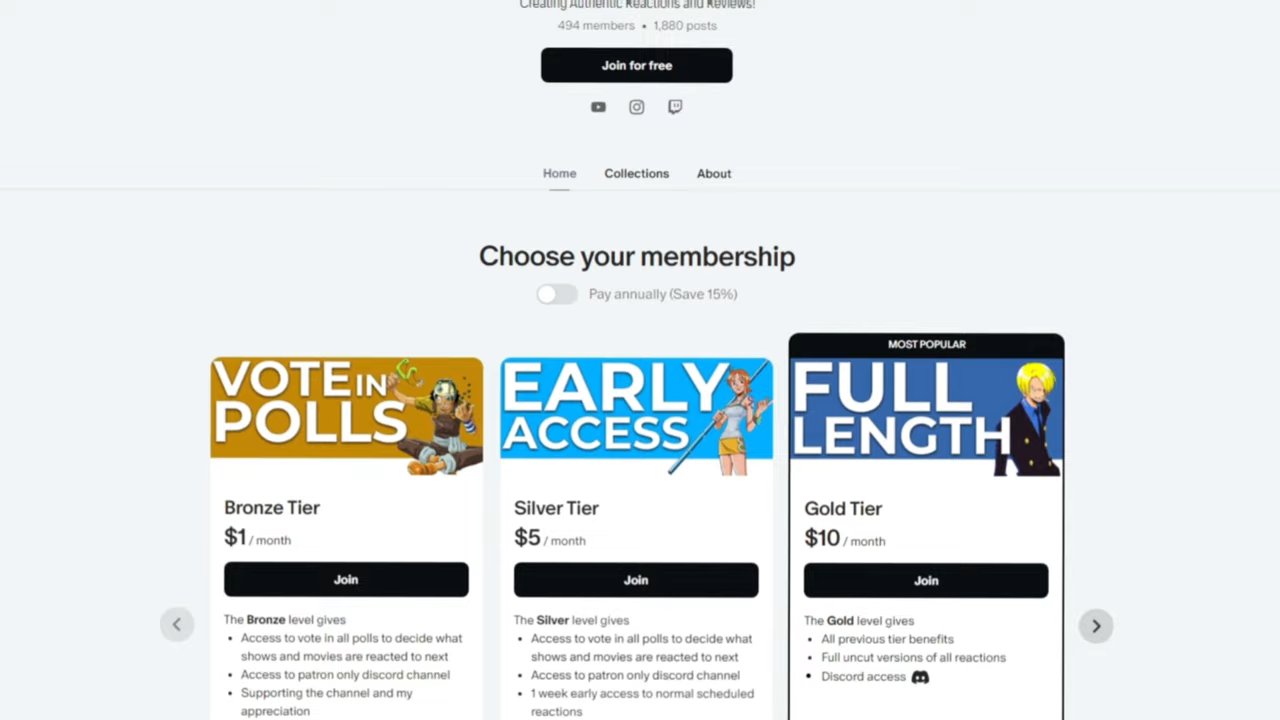 Creating Authentic Reactions and Reviews!
494 members • 1,880 posts
Join for free
Home Collections About
Choose your membership
Pay annually (Save 15%)
VOTE IN
POLLS
Bronze Tier
$1 / month
Join
The Bronze level gives
• Access to vote in all polls to decide what
shows and movies are reacted to next
• Access to patron only discord channel
• Supporting the channel and my
appreciation
EARLY
ACCESS
Silver Tier
$5 / month
Join
The Silver level gives
• Access to vote in all polls to decide what
shows and movies are reacted to next
• Access to patron only discord channel
• 1 week early access to normal scheduled
reactions
MOST POPULAR
FULL
LENGTH
Gold Tier
$10 / month
Join
The Gold level gives
• All previous tier benefits
• Full uncut versions of all reactions
• Discord access